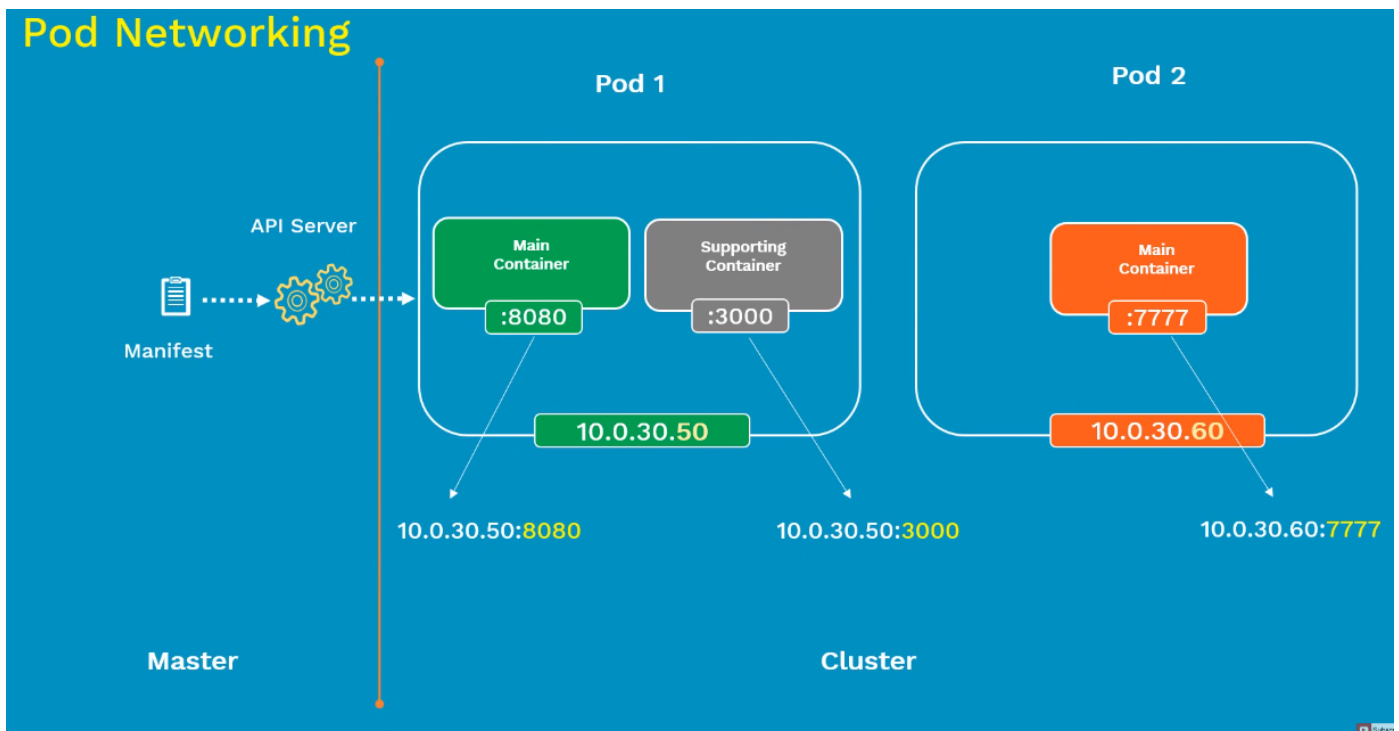 Pod Networking
Pod 1
Pod 2
API Server
Manifest
Main
Container
:8080
Supporting
Container
:3000
Main
Container
:7777
10.0.30.50
10.0.30.60
10.0.30.50:8080
10.0.30.50:3000
10.0.30.60:7777
Master
Cluster